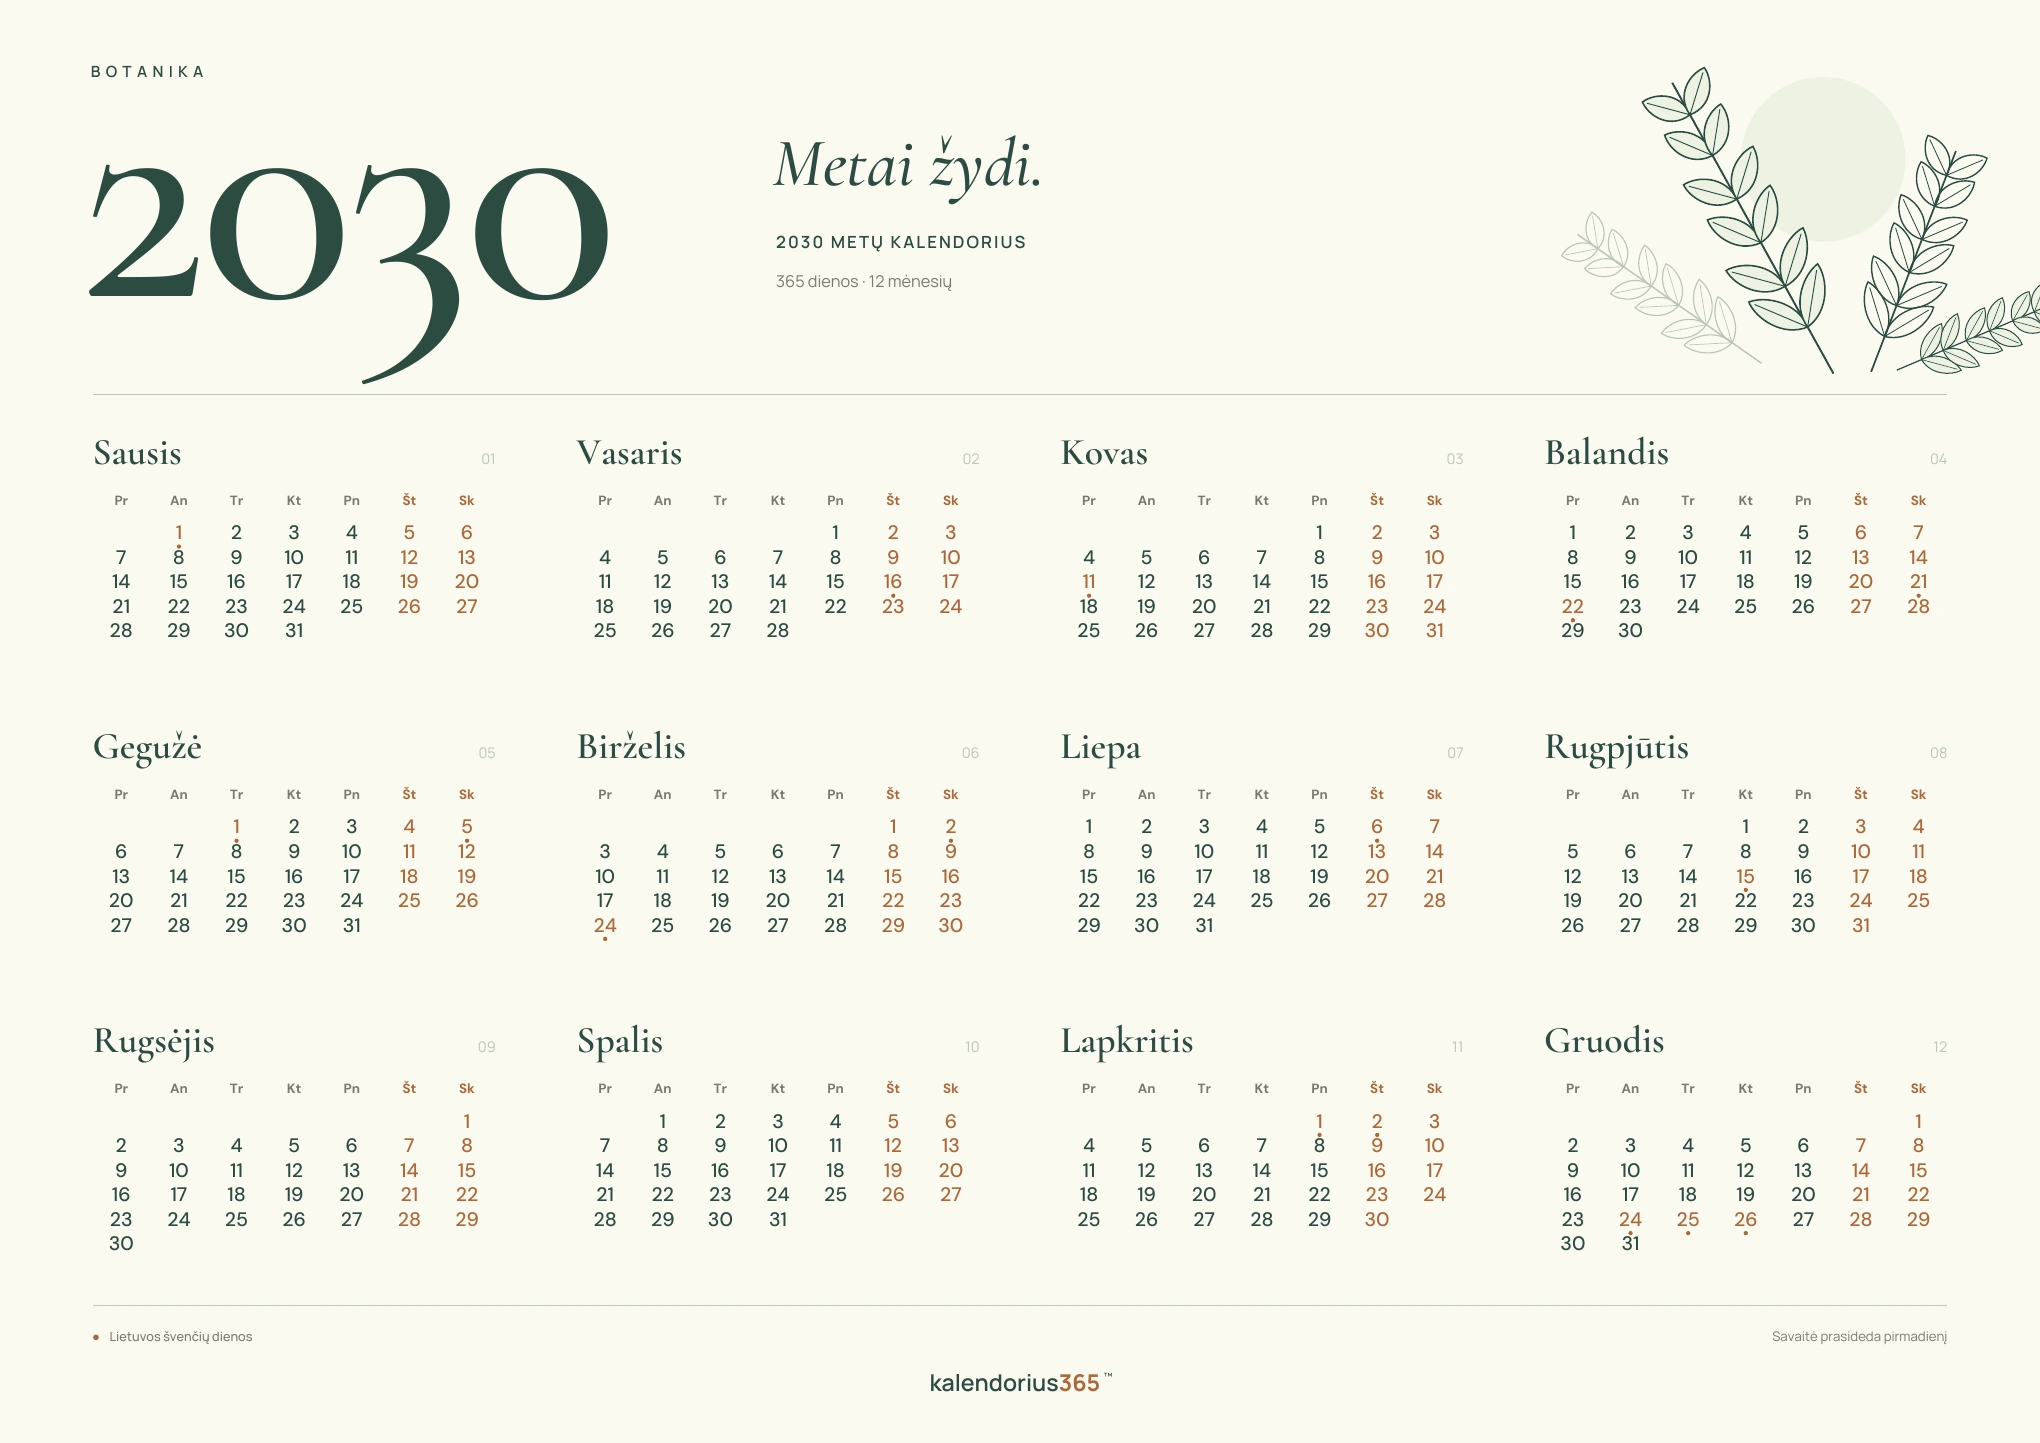 BOTANIKA
2030
Metai žydi.
2030 METŲ KALENDORIUS
365 dienos · 12 mėnesių
Sausis 01
Pr An Tr Kt Pn Št Sk
1 2 3 4 5 6
7 8 9 10 11 12 13
14 15 16 17 18 19 20
21 22 23 24 25 26 27
28 29 30 31
Vasaris 02
Pr An Tr Kt Pn Št Sk
1 2 3
4 5 6 7 8 9 10
11 12 13 14 15 16 17
18 19 20 21 22 23 24
25 26 27 28
Kovas 03
Pr An Tr Kt Pn Št Sk
1 2 3
4 5 6 7 8 9 10
11 12 13 14 15 16 17
18 19 20 21 22 23 24
25 26 27 28 29 30 31
Balandis 04
Pr An Tr Kt Pn Št Sk
1 2 3 4 5 6 7
8 9 10 11 12 13 14
15 16 17 18 19 20 21
22 23 24 25 26 27 28
29 30
Gegužė 05
Pr An Tr Kt Pn Št Sk
1 2 3 4 5
6 7 8 9 10 11 12
13 14 15 16 17 18 19
20 21 22 23 24 25 26
27 28 29 30 31
Birželis 06
Pr An Tr Kt Pn Št Sk
1 2
3 4 5 6 7 8 9
10 11 12 13 14 15 16
17 18 19 20 21 22 23
24 25 26 27 28 29 30
Liepa 07
Pr An Tr Kt Pn Št Sk
1 2 3 4 5 6 7
8 9 10 11 12 13 14
15 16 17 18 19 20 21
22 23 24 25 26 27 28
29 30 31
Rugpjūtis 08
Pr An Tr Kt Pn Št Sk
1 2 3 4
5 6 7 8 9 10 11
12 13 14 15 16 17 18
19 20 21 22 23 24 25
26 27 28 29 30 31
Rugsėjis 09
Pr An Tr Kt Pn Št Sk
1
2 3 4 5 6 7 8
9 10 11 12 13 14 15
16 17 18 19 20 21 22
23 24 25 26 27 28 29
30
Spalis 10
Pr An Tr Kt Pn Št Sk
1 2 3 4 5 6
7 8 9 10 11 12 13
14 15 16 17 18 19 20
21 22 23 24 25 26 27
28 29 30 31
Lapkritis 11
Pr An Tr Kt Pn Št Sk
1 2 3
4 5 6 7 8 9 10
11 12 13 14 15 16 17
18 19 20 21 22 23 24
25 26 27 28 29 30
Gruodis 12
Pr An Tr Kt Pn Št Sk
1
2 3 4 5 6 7 8
9 10 11 12 13 14 15
16 17 18 19 20 21 22
23 24 25 26 27 28 29
30 31
• Lietuvos švenčių dienos
Savaitė prasideda pirmadienį
kalendorius365™